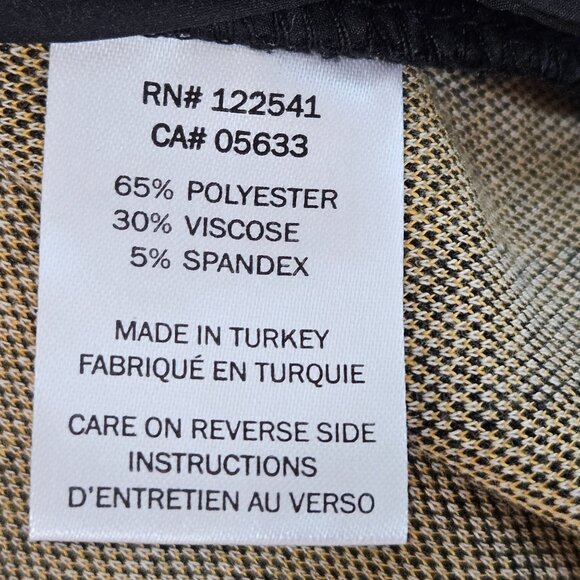 RN# 122541
CA# 05633
65% POLYESTER
30% VISCOSE
5% SPANDEX
MADE IN TURKEY
FABRIQUÉ EN TURQUIE
CARE ON REVERSE SIDE
INSTRUCTIONS
D'ENTRETIEN AU VERSO